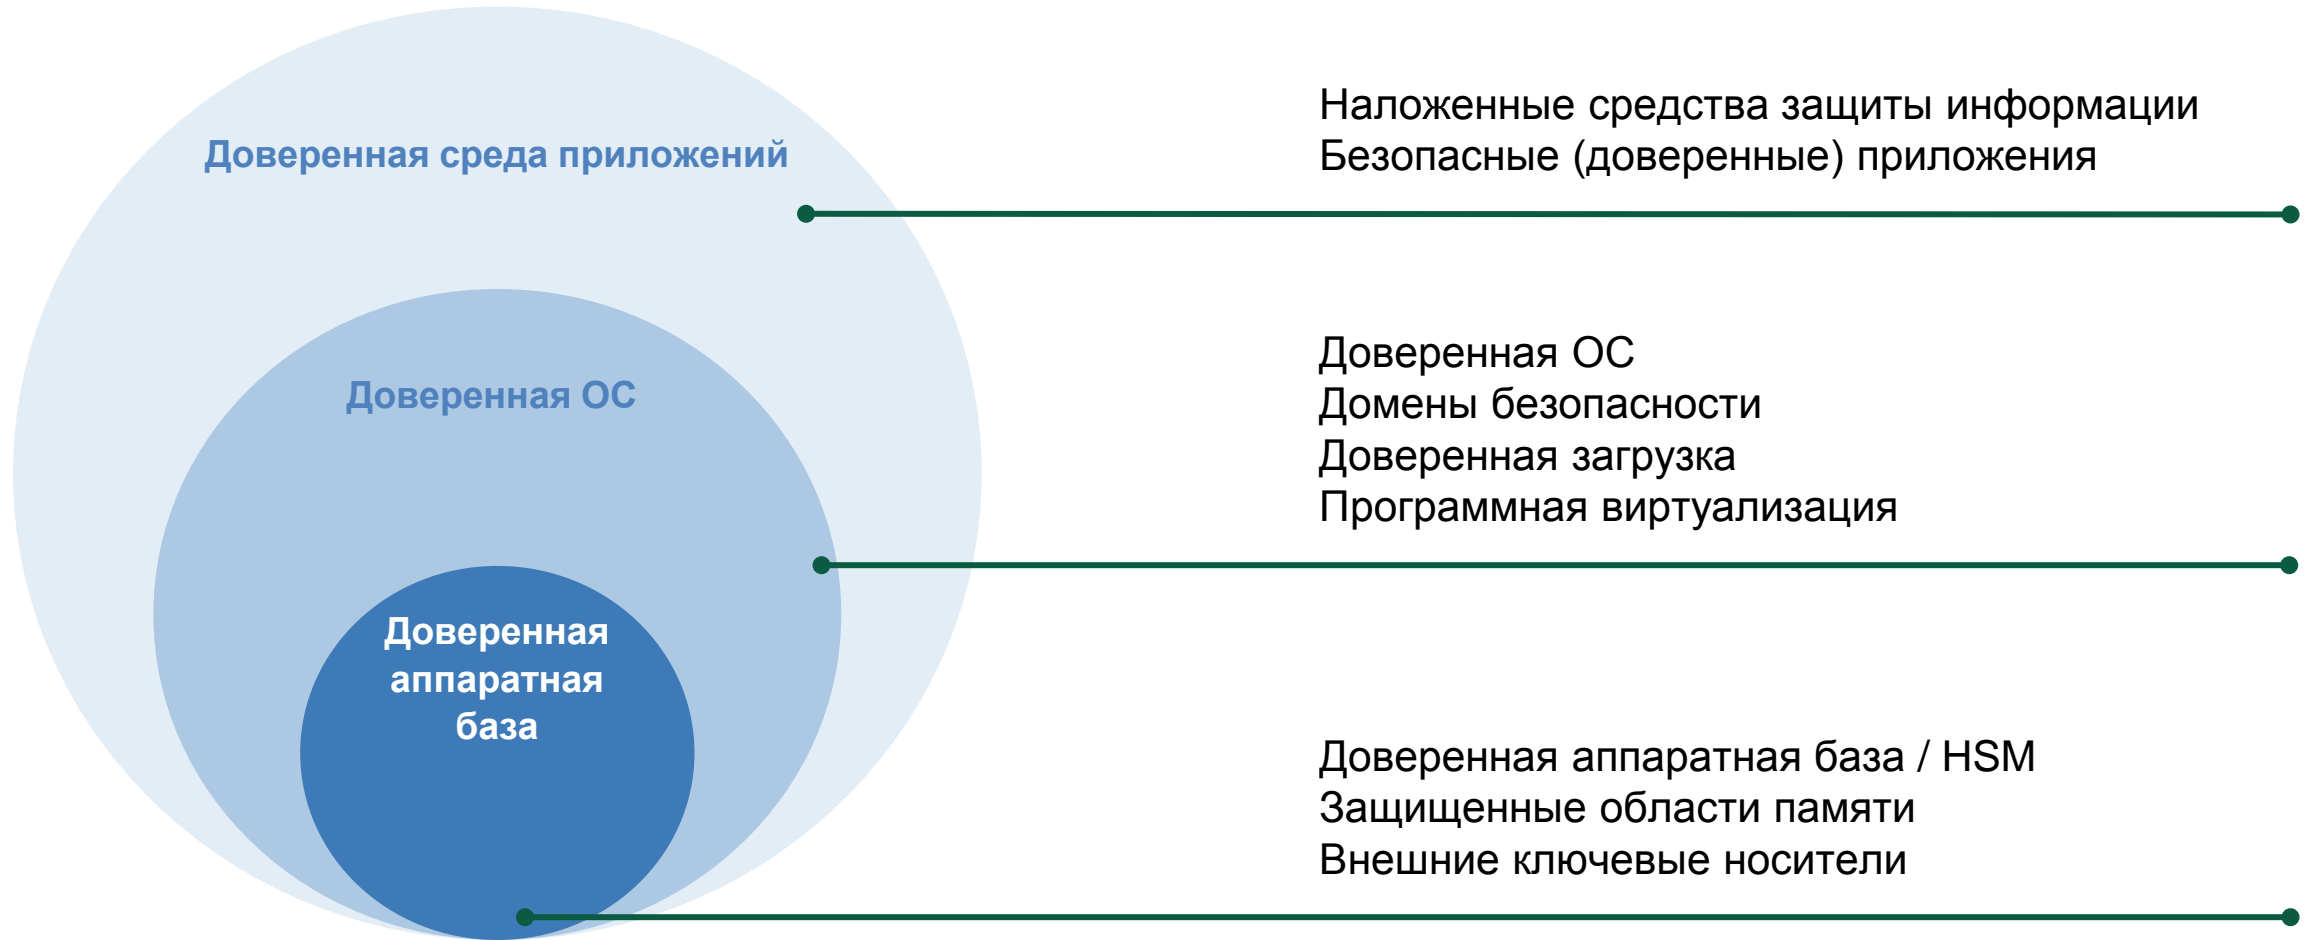 Доверенная среда приложений
Наложенные средства защиты информации
Безопасные (доверенные) приложения
Доверенная ОС
Доверенная ОС
Домены безопасности
Доверенная загрузка
Программная виртуализация
Доверенная
аппаратная
база
Доверенная аппаратная база / HSM
Защищенные области памяти
Внешние ключевые носители